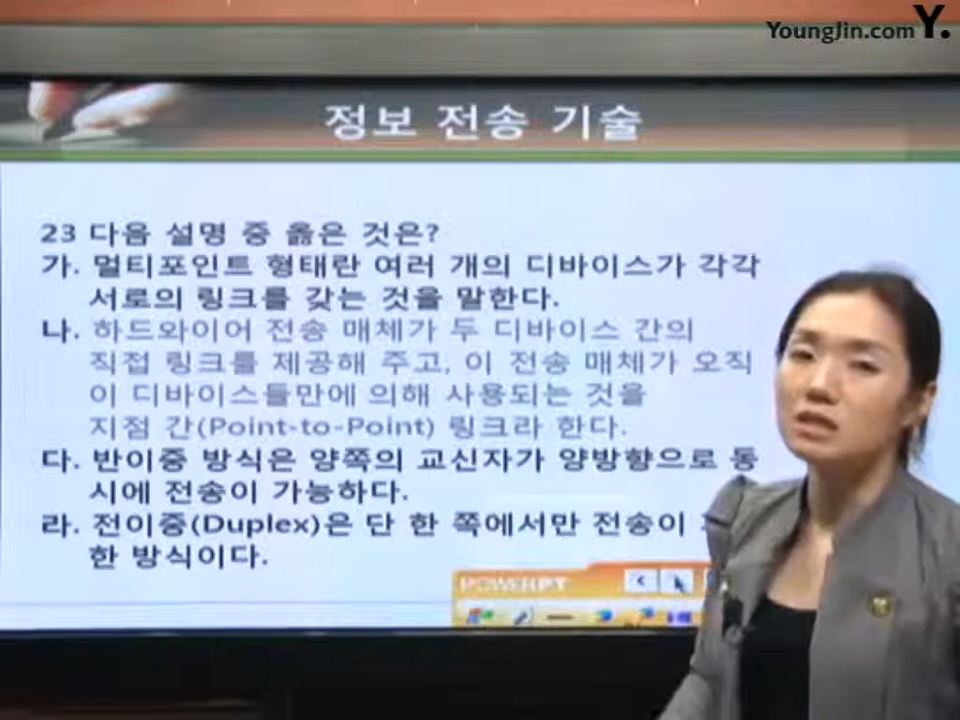 YoungJin.com Y.
정보 전송 기술
23 다음 설명 중 옳은 것은?
가. 멀티포인트 형태란 여러 개의 디바이스가 각각
서로의 링크를 갖는 것을 말한다.
나. 하드와이어 전송 매체가 두 디바이스 간의
직접 링크를 제공해 주고, 이 전송 매체가 오직
이 디바이스들만에 의해 사용되는 것을
지점 간(Point-to-Point) 링크라 한다.
다. 반이중 방식은 양쪽의 교신자가 양방향으로 동
시에 전송이 가능하다.
라. 전이중(Duplex)은 단 한 쪽에서만 전송이
한 방식이다.
POWERPT